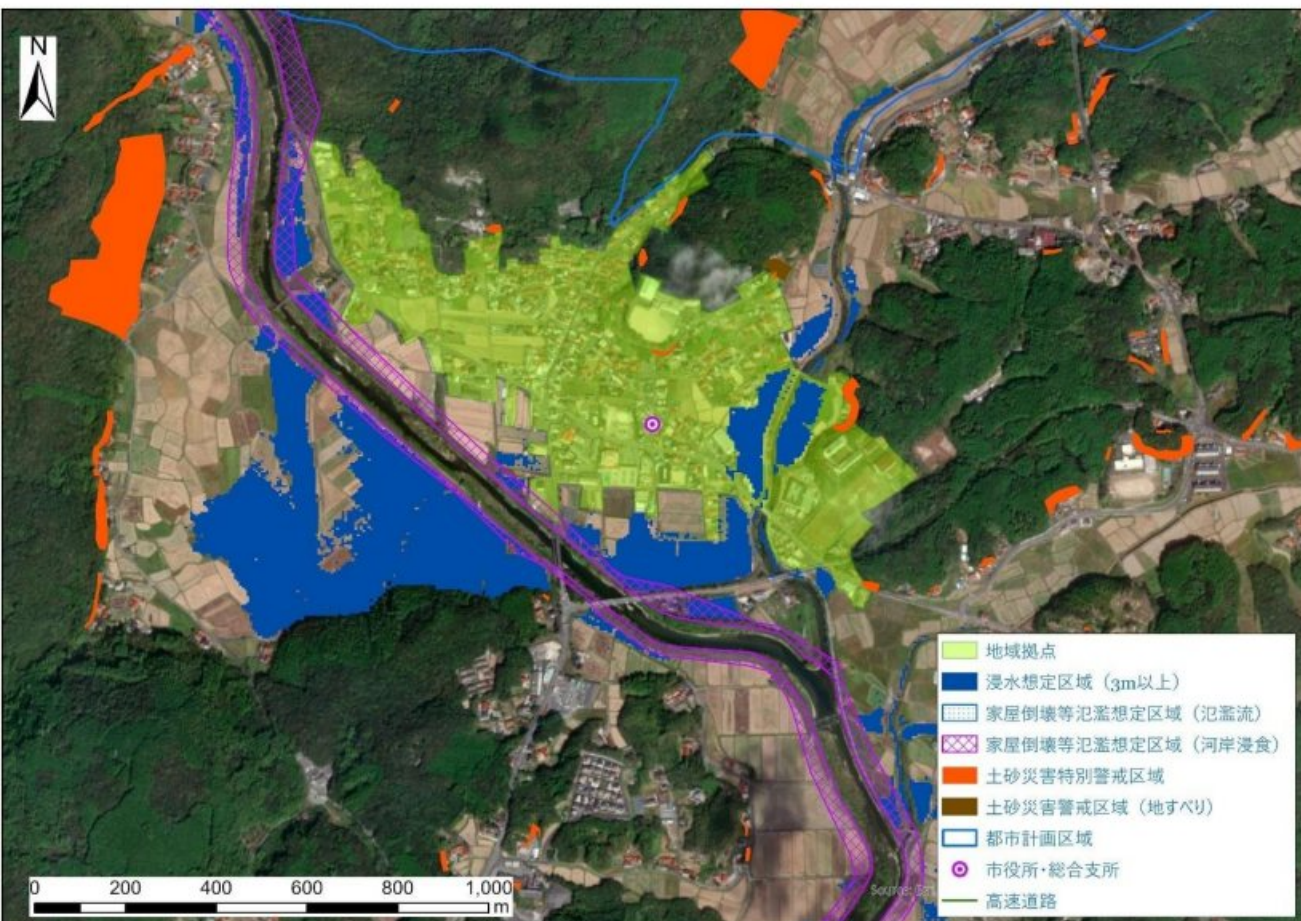 N
地域拠点
浸水想定区域（3m以上）
家屋倒壊等氾濫想定区域（氾濫流）
家屋倒壊等氾濫想定区域（河岸浸食）
土砂災害特別警戒区域
土砂災害警戒区域（地すべり）
都市計画区域
市役所・総合支所
高速道路
0 200 400 600 800 1,000
m
Source: